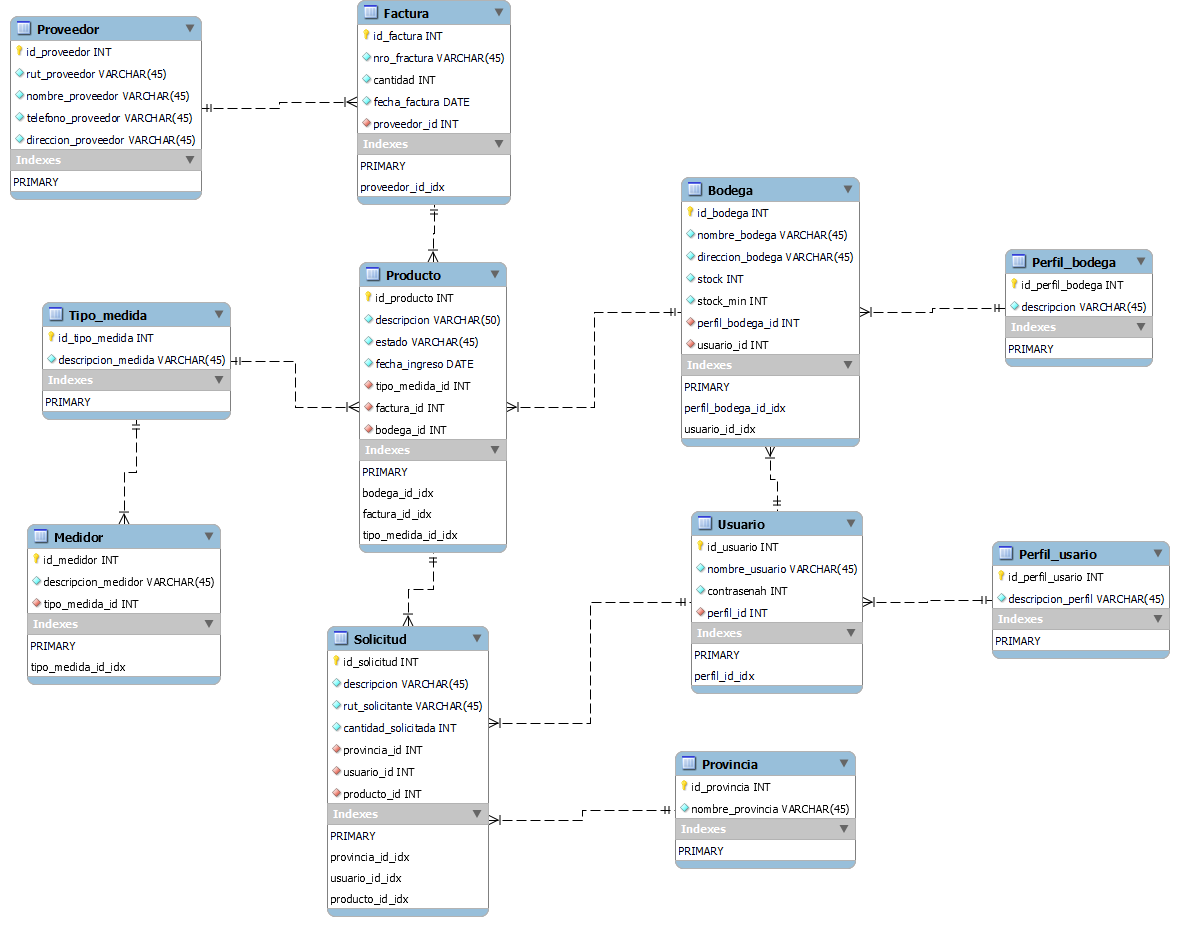 Proveedor
id_proveedor INT
rut_proveedor VARCHAR(45)
nombre_proveedor VARCHAR(45)
telefono_proveedor VARCHAR(45)
direccion_proveedor VARCHAR(45)
Indexes
PRIMARY
Factura
id_factura INT
nro_fractura VARCHAR(45)
cantidad INT
fecha_factura DATE
proveedor_id INT
Indexes
PRIMARY
proveedor_id_idx
Bodega
id_bodega INT
nombre_bodega VARCHAR(45)
direccion_bodega VARCHAR(45)
stock INT
stock_min INT
perfil_bodega_id INT
usuario_id INT
Indexes
PRIMARY
perfil_bodega_id_idx
usuario_id_idx
Perfil_bodega
id_perfil_bodega INT
descripcion VARCHAR(45)
Indexes
PRIMARY
Producto
id_producto INT
descripcion VARCHAR(50)
estado VARCHAR(45)
fecha_ingreso DATE
tipo_medida_id INT
factura_id INT
bodega_id INT
Indexes
PRIMARY
bodega_id_idx
factura_id_idx
tipo_medida_id_idx
Tipo_medida
id_tipo_medida INT
descripcion_medida VARCHAR(45)
Indexes
PRIMARY
Medidor
id_medidor INT
descripcion_medidor VARCHAR(45)
tipo_medida_id INT
Indexes
PRIMARY
tipo_medida_id_idx
Usuario
id_usuario INT
nombre_usuario VARCHAR(45)
contrasenah INT
perfil_id INT
Indexes
PRIMARY
perfil_id_idx
Perfil_usario
id_perfil_usario INT
descripcion_perfil VARCHAR(45)
Indexes
PRIMARY
Solicitud
id_solicitud INT
descripcion VARCHAR(45)
rut_solicitante VARCHAR(45)
cantidad_solicitada INT
provincia_id INT
usuario_id INT
producto_id INT
Indexes
PRIMARY
provincia_id_idx
usuario_id_idx
producto_id_idx
Provincia
id_provincia INT
nombre_provincia VARCHAR(45)
Indexes
PRIMARY